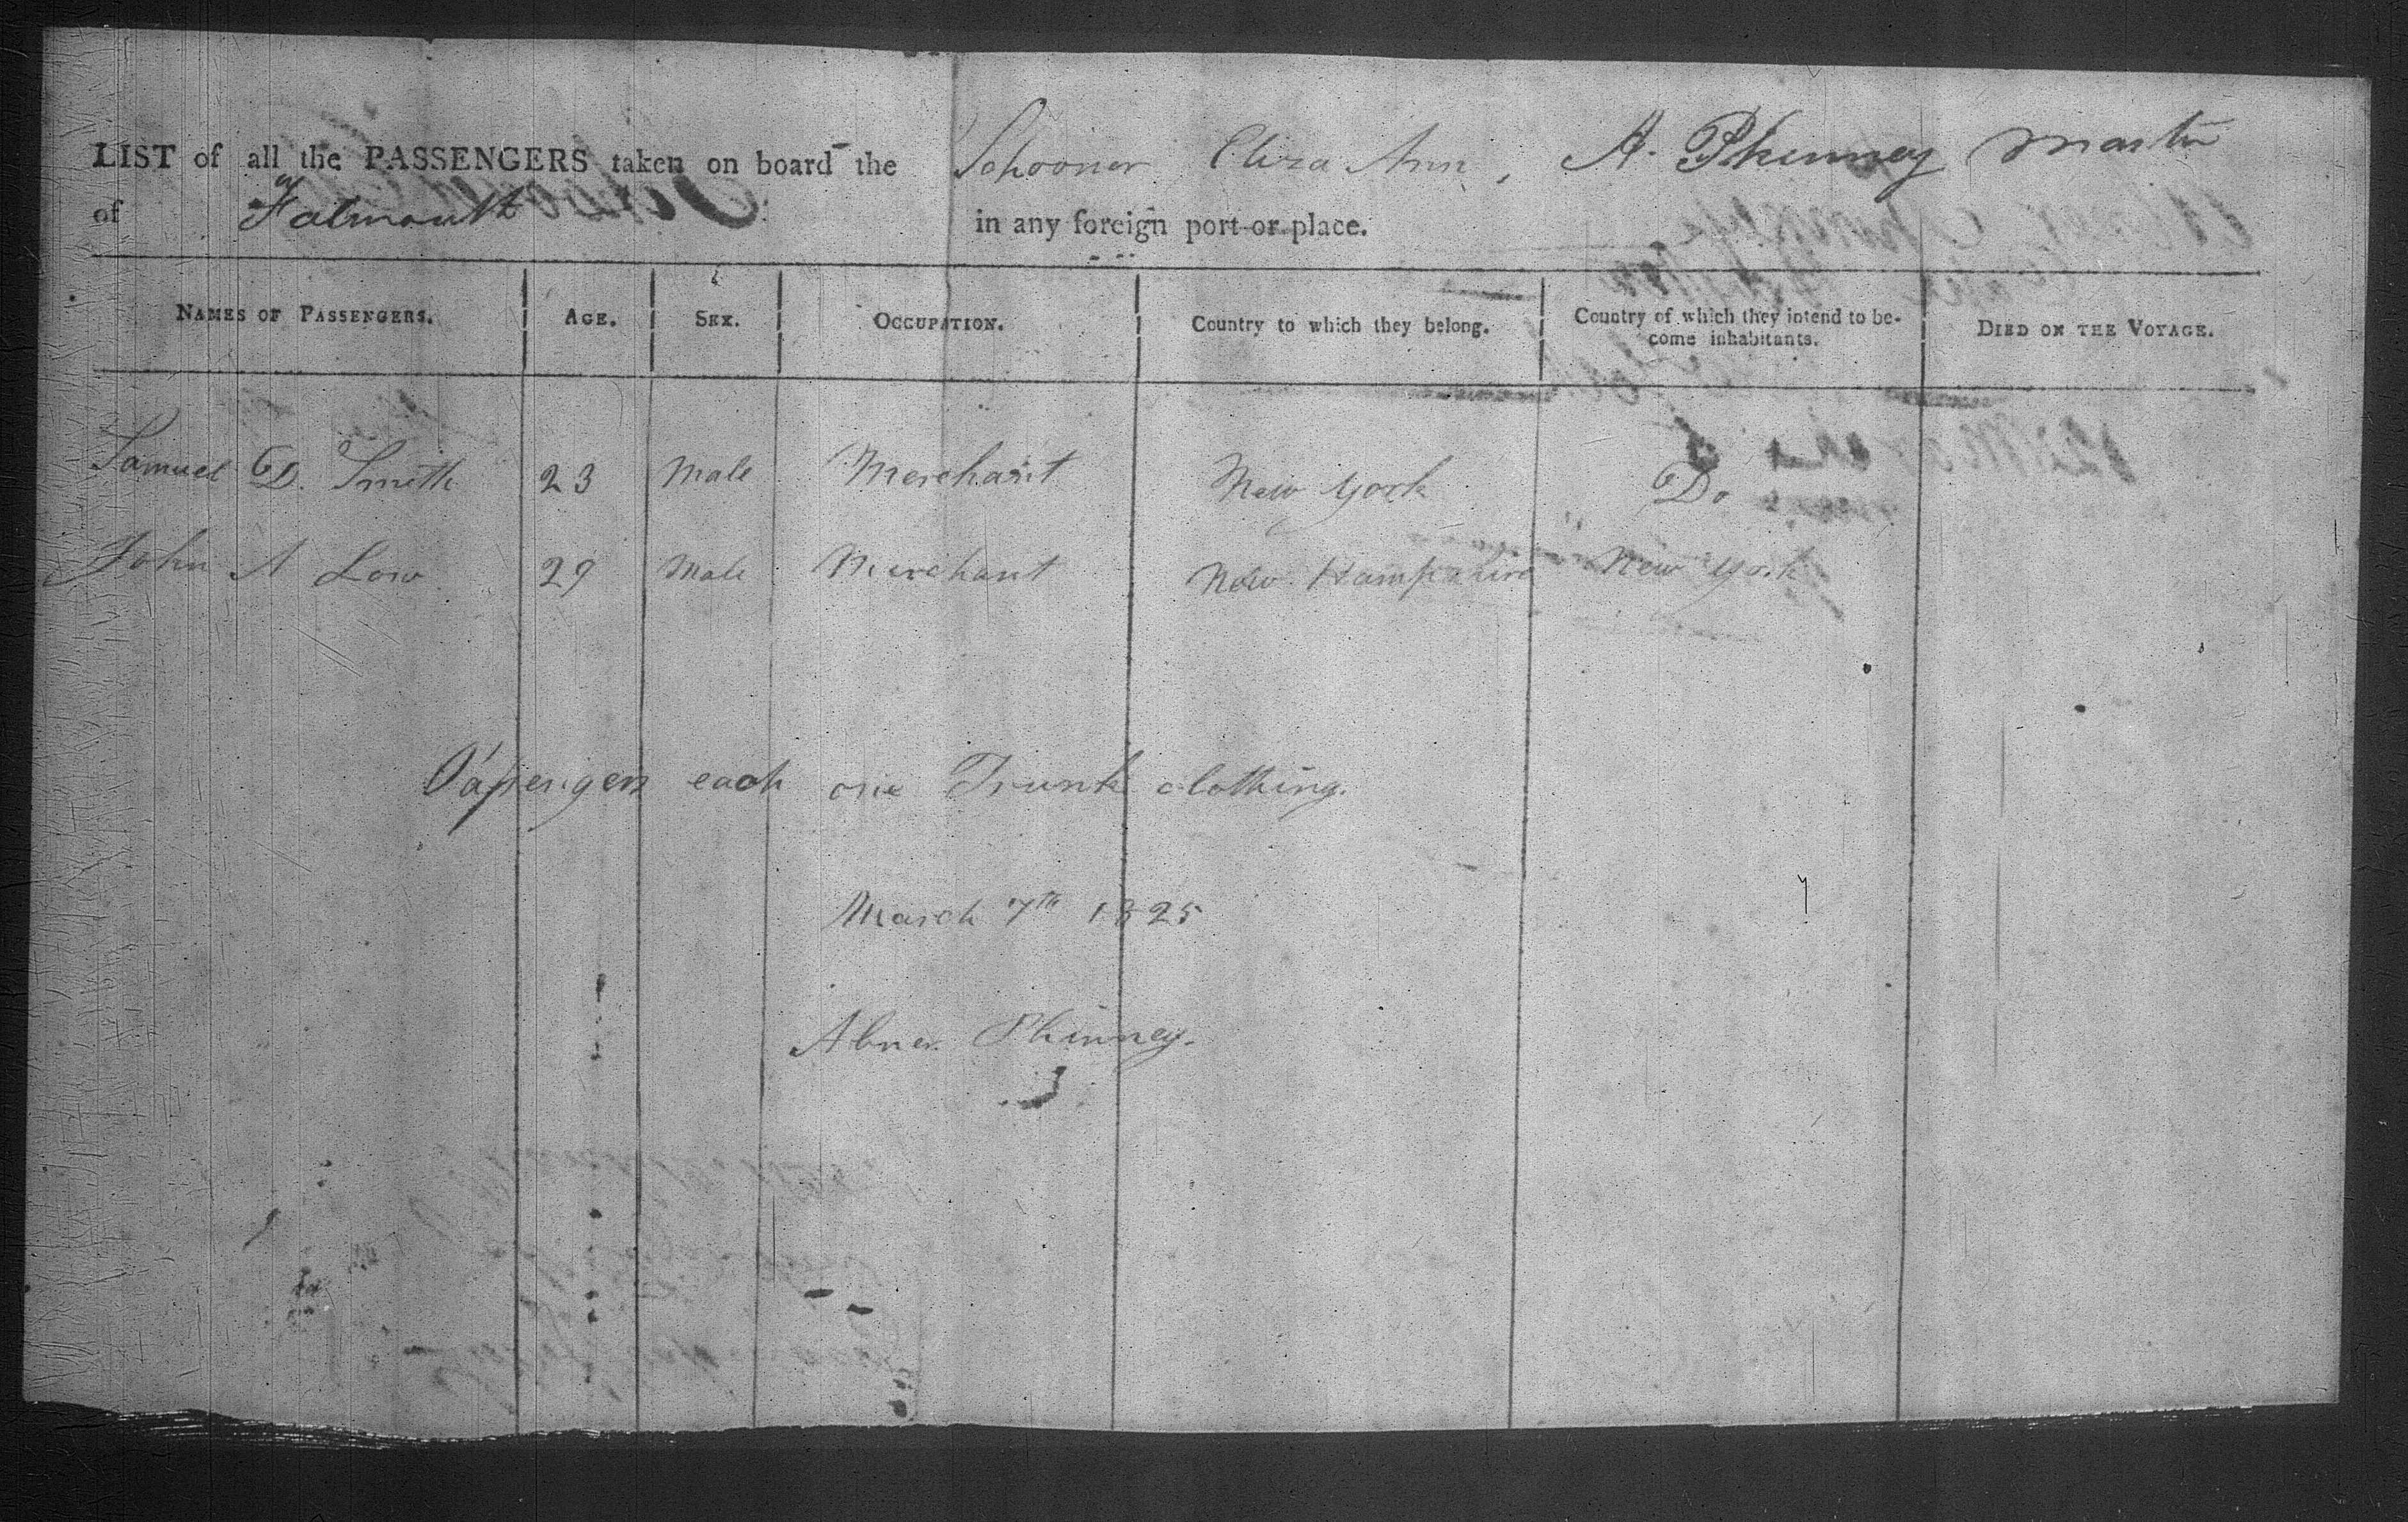 LIST of all the PASSENGERS taken on board the Schooner Eliza Ann, A. Phinney Master
of Falmouth in any foreign port or place.
NAMES OF PASSENGERS. AGE. SEX. OCCUPATION. Country to which they belong. Country of which they intend to be-come inhabitants. DIED ON THE VOYAGE.
Samuel D. Smith 23 Male Merchant New York Do
John A Low 29 Male Merchant New Hampshire New York
Passengers each one Trunk clothing.
March 7th 1825
Abner Phinney.